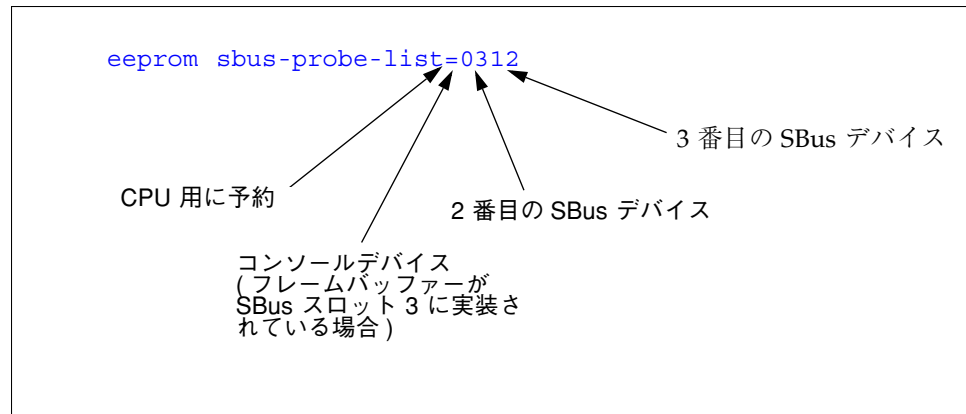 eeprom sbus-probe-list=0312
3 番目の SBus デバイス
CPU 用に予約
2 番目の SBus デバイス
コンソールデバイス
( フレームバッファーが
SBus スロット 3 に実装さ
れている場合 )